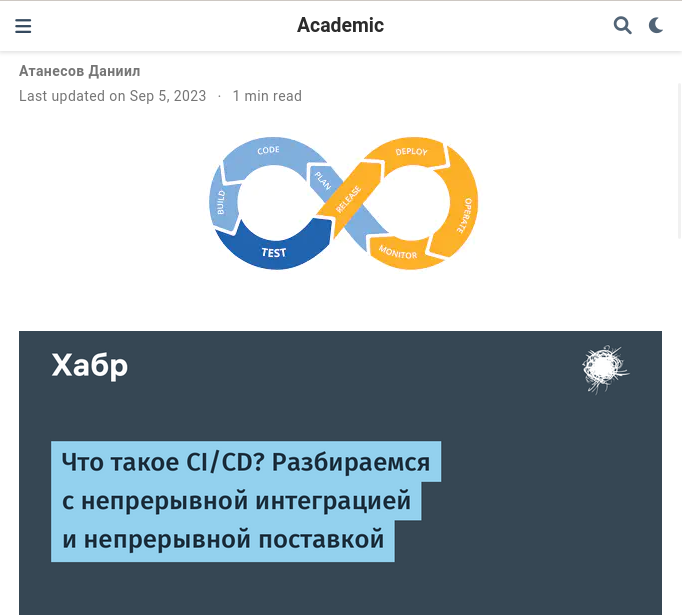 Academic
Атанесов Даниил
Last updated on Sep 5, 2023 · 1 min read
CODE
DEPLOY
PLAN
BUILD
RELEASE
OPERATE
TEST
MONITOR
Хабр
Что такое CI/CD? Разбираемся
с непрерывной интеграцией
и непрерывной поставкой